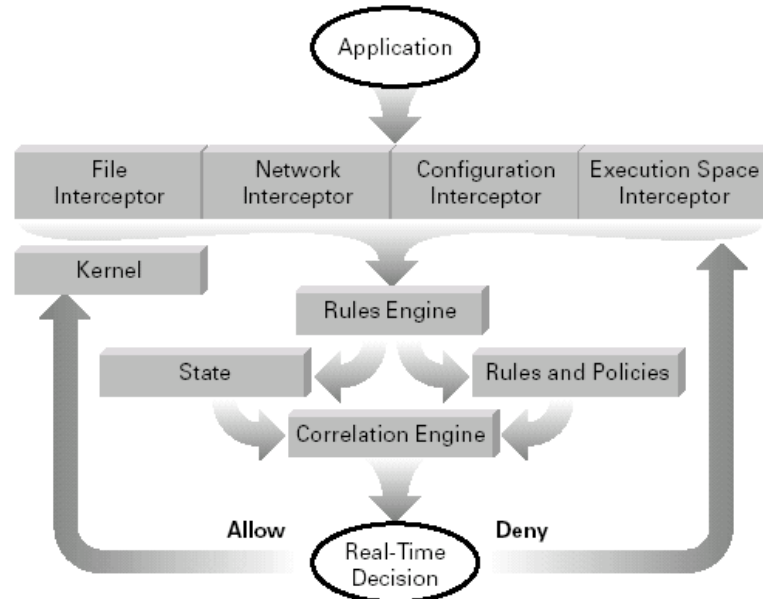 Application
File
Interceptor
Network
Interceptor
Configuration
Interceptor
Execution Space
Interceptor
Kernel
Rules Engine
State
Rules and Policies
Correlation Engine
Allow
Deny
Real-Time
Decision